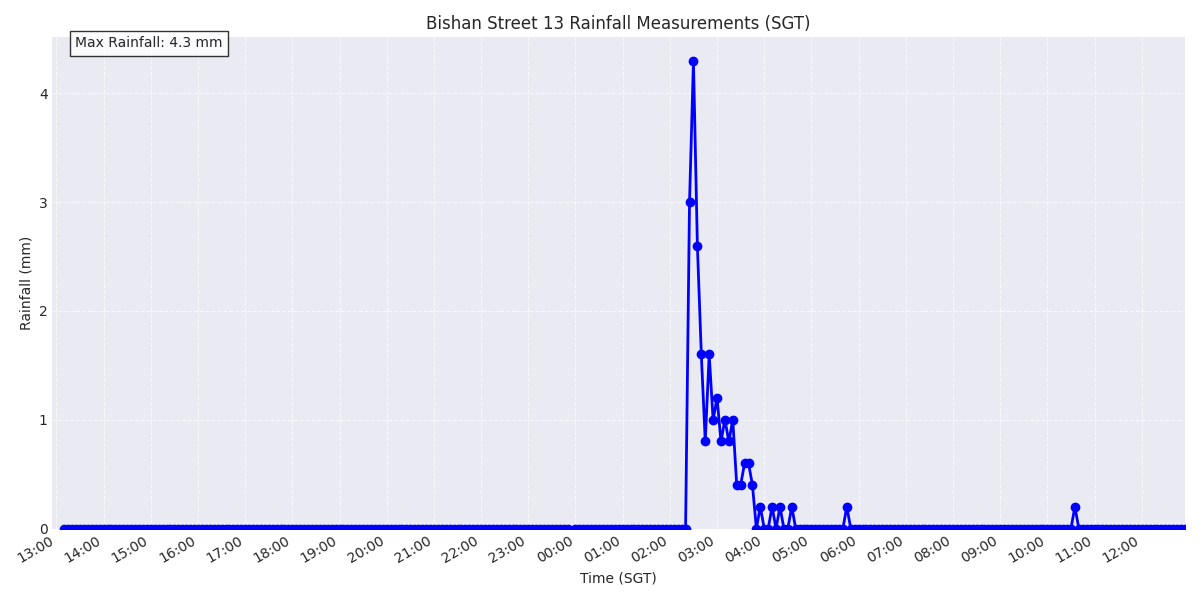 Bishan Street 13 Rainfall Measurements (SGT)
Max Rainfall: 4.3 mm
Rainfall (mm)
4
3
2
1
0
13:00 14:00 15:00 16:00 17:00 18:00 19:00 20:00 21:00 22:00 23:00 00:00 01:00 02:00 03:00 04:00 05:00 06:00 07:00 08:00 09:00 10:00 11:00 12:00
Time (SGT)